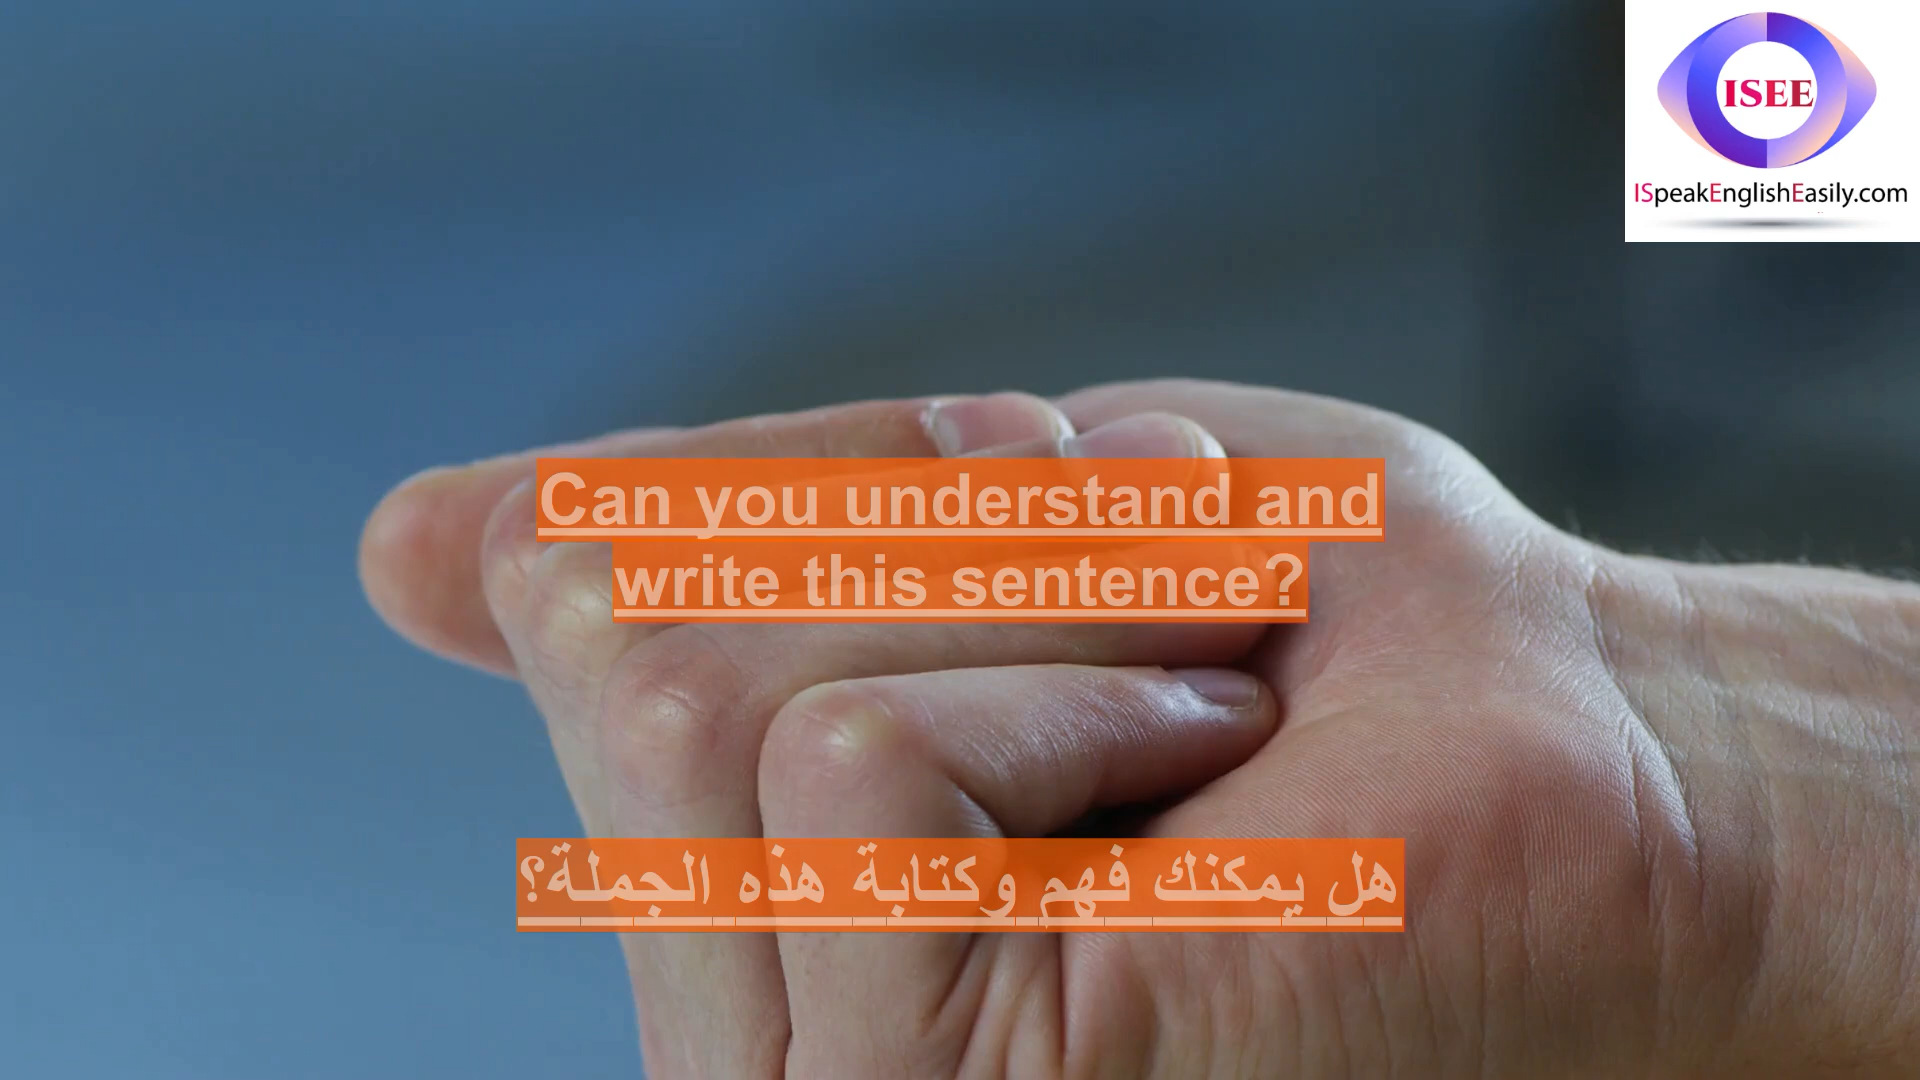 ISEE
ISpeakEnglishEasily.com
Can you understand and
write this sentence?
هل يمكنك فهم وكتابة هذه الجملة؟